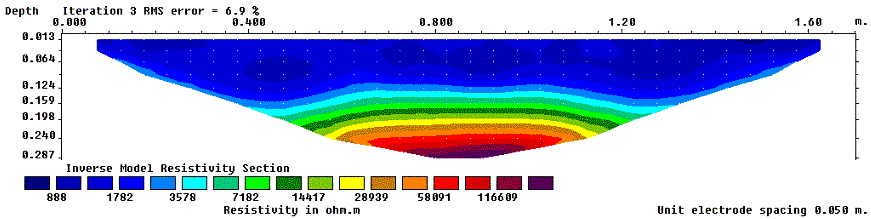 Depth Iteration 3 RMS error = 6.9 %
0.000 0.400 0.800 1.20 1.60 m.
0.013
0.064
0.124
0.159
0.198
0.240
0.287
Inverse Model Resistivity Section
888 1782 3578 7182 14417 28939 58091 116609
Resistivity in ohm.m Unit electrode spacing 0.050 m.